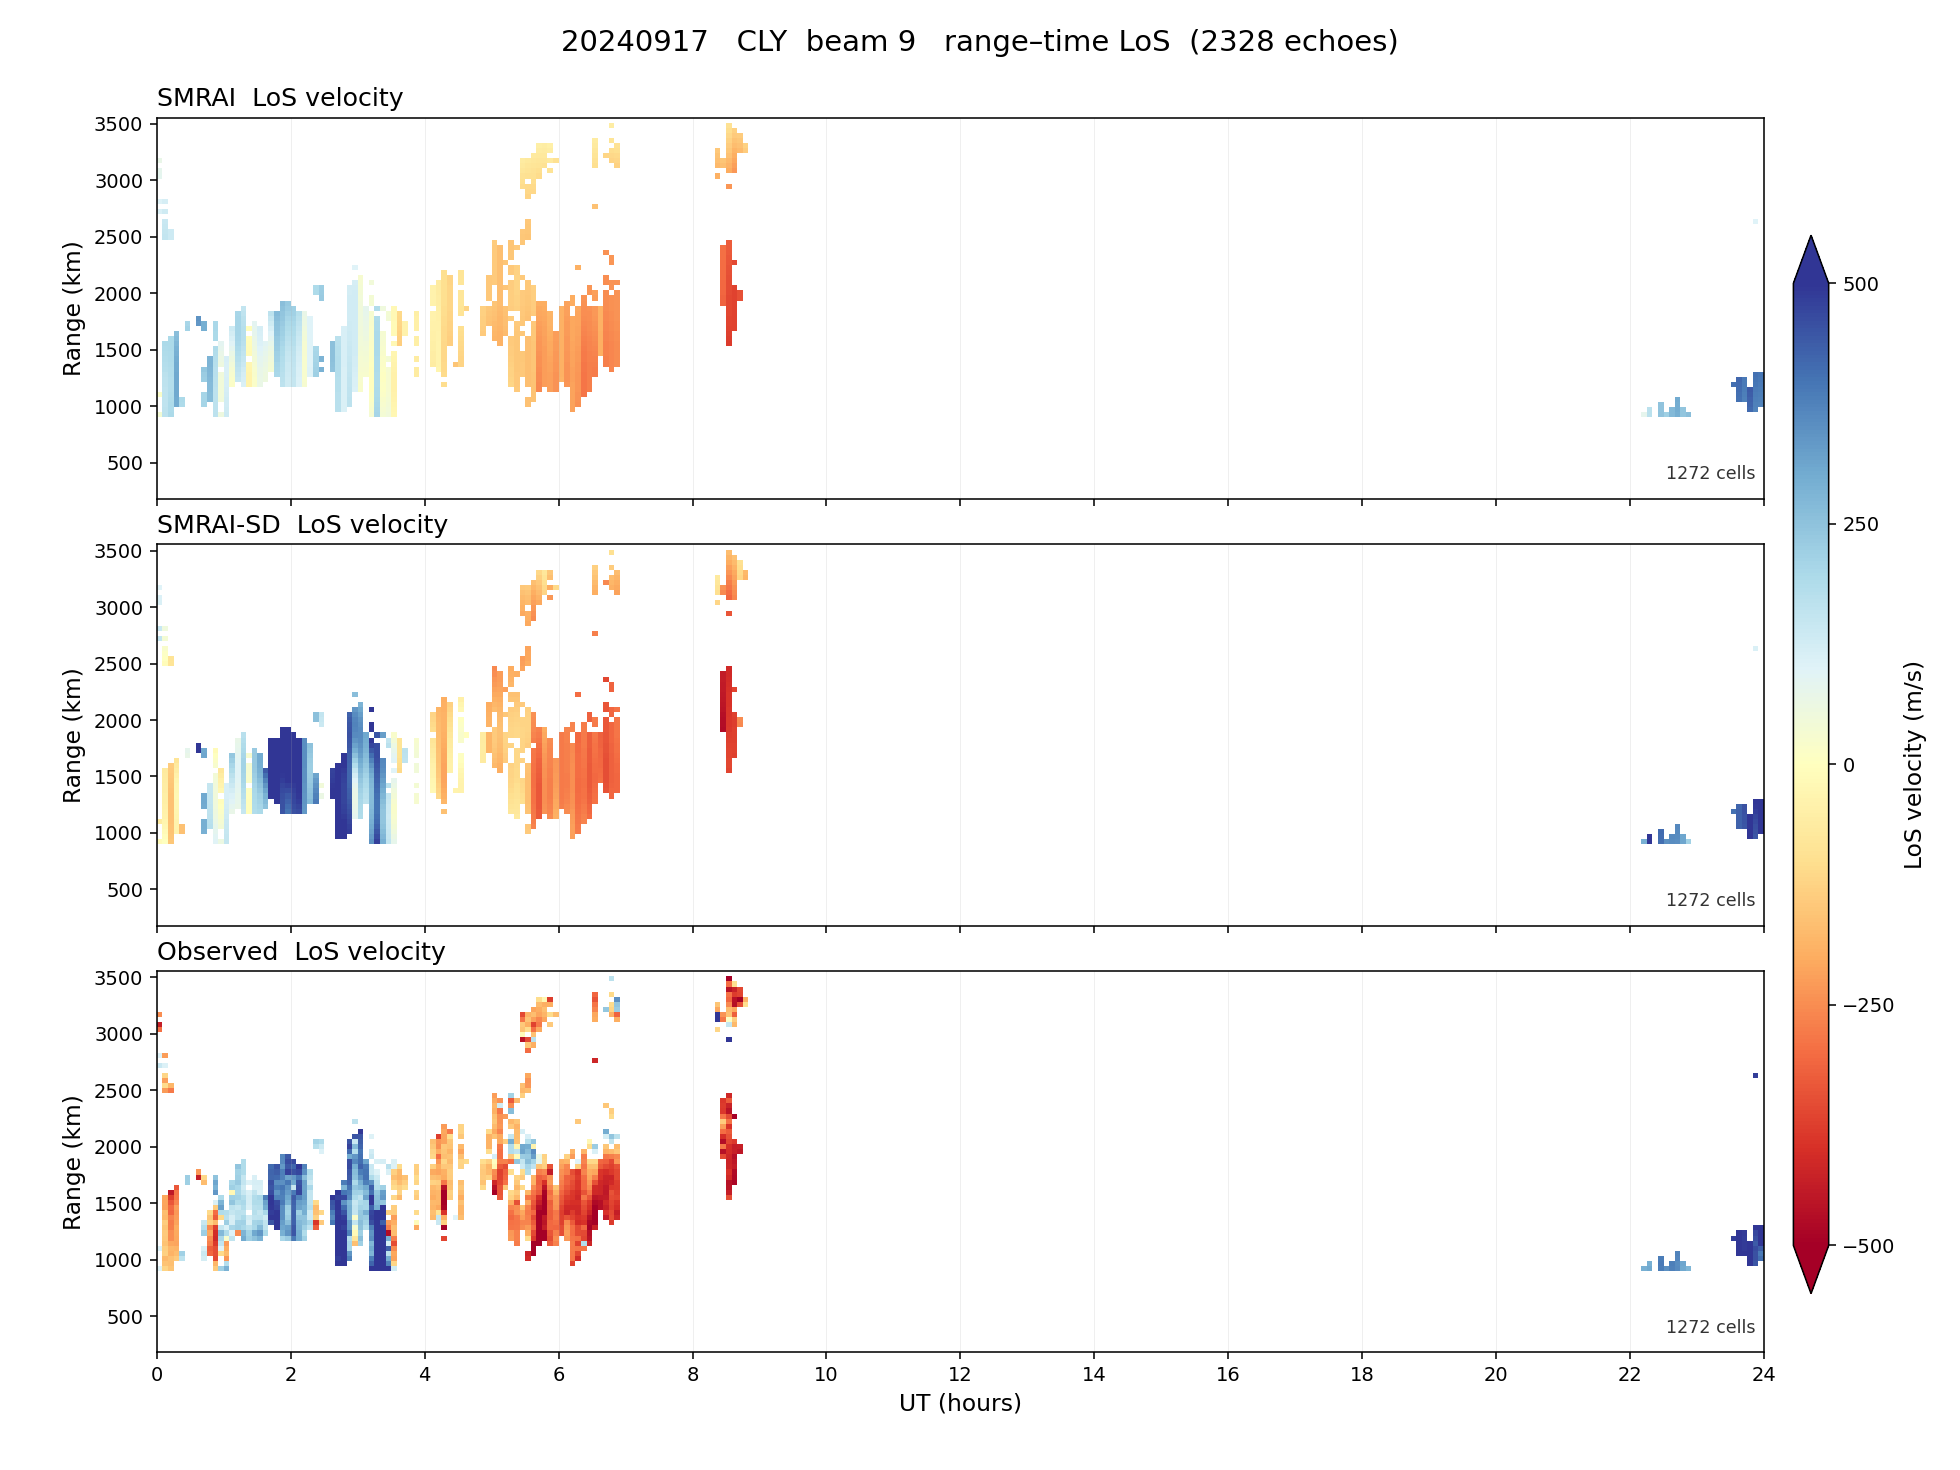 20240917   CLY  beam 9   range–time LoS  (2328 echoes)
SMRAI  LoS velocity
3500
3000
2500
2000
1500
1000
500
Range (km)
1272 cells
SMRAI-SD  LoS velocity
3500
3000
2500
2000
1500
1000
500
Range (km)
1272 cells
Observed  LoS velocity
3500
3000
2500
2000
1500
1000
500
Range (km)
1272 cells
0 2 4 6 8 10 12 14 16 18 20 22 24
UT (hours)
500
250
0
−250
−500
LoS velocity (m/s)